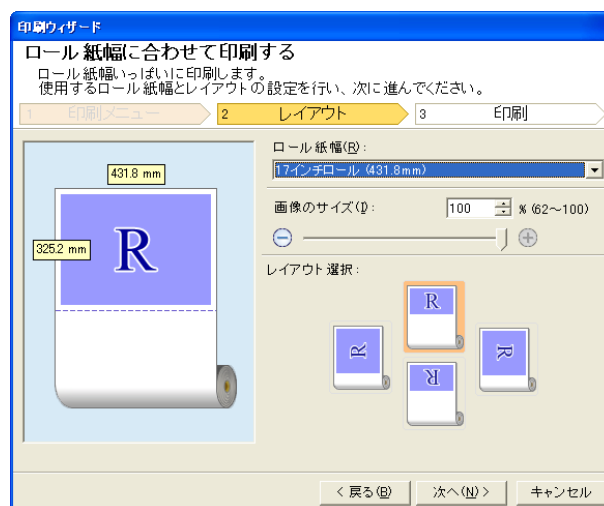 印刷ウィザード
ロール紙幅に合わせて印刷する
ロール紙幅いっぱいに印刷します。
使用するロール紙幅とレイアウトの設定を行い、次に進んでください。
1 印刷メニュー 2 レイアウト 3 印刷
ロール紙幅(R):
17インチロール (431.8mm)
431.8 mm
画像のサイズ(I): 100 % (62～100)
325.2 mm
R
レイアウト選択:
R
R
R
R
< 戻る(B) 次へ(N) > キャンセル